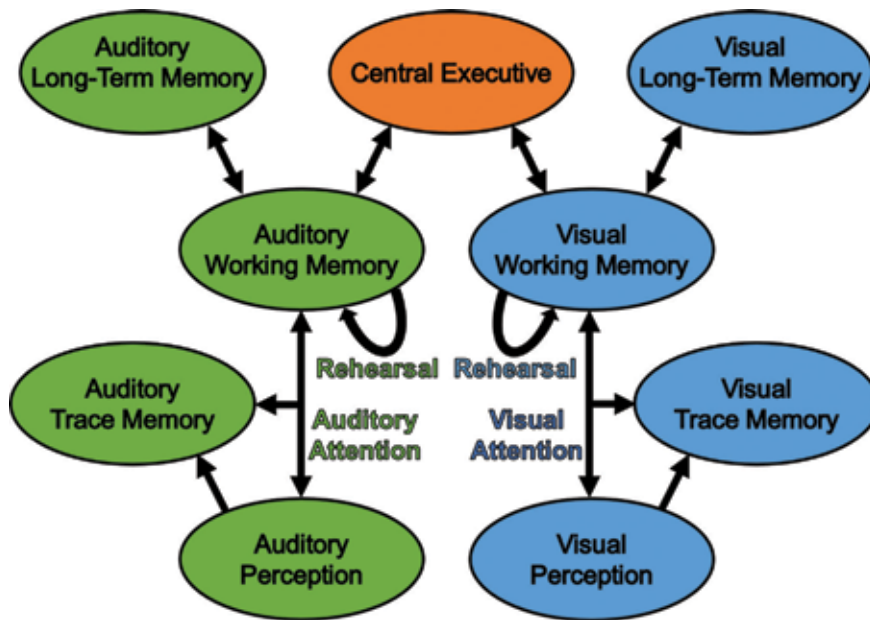 Auditory
Long-Term Memory
Central Executive
Visual
Long-Term Memory
Auditory
Working Memory
Visual
Working Memory
Rehearsal
Rehearsal
Auditory
Trace Memory
Auditory
Attention
Visual
Attention
Visual
Trace Memory
Auditory
Perception
Visual
Perception